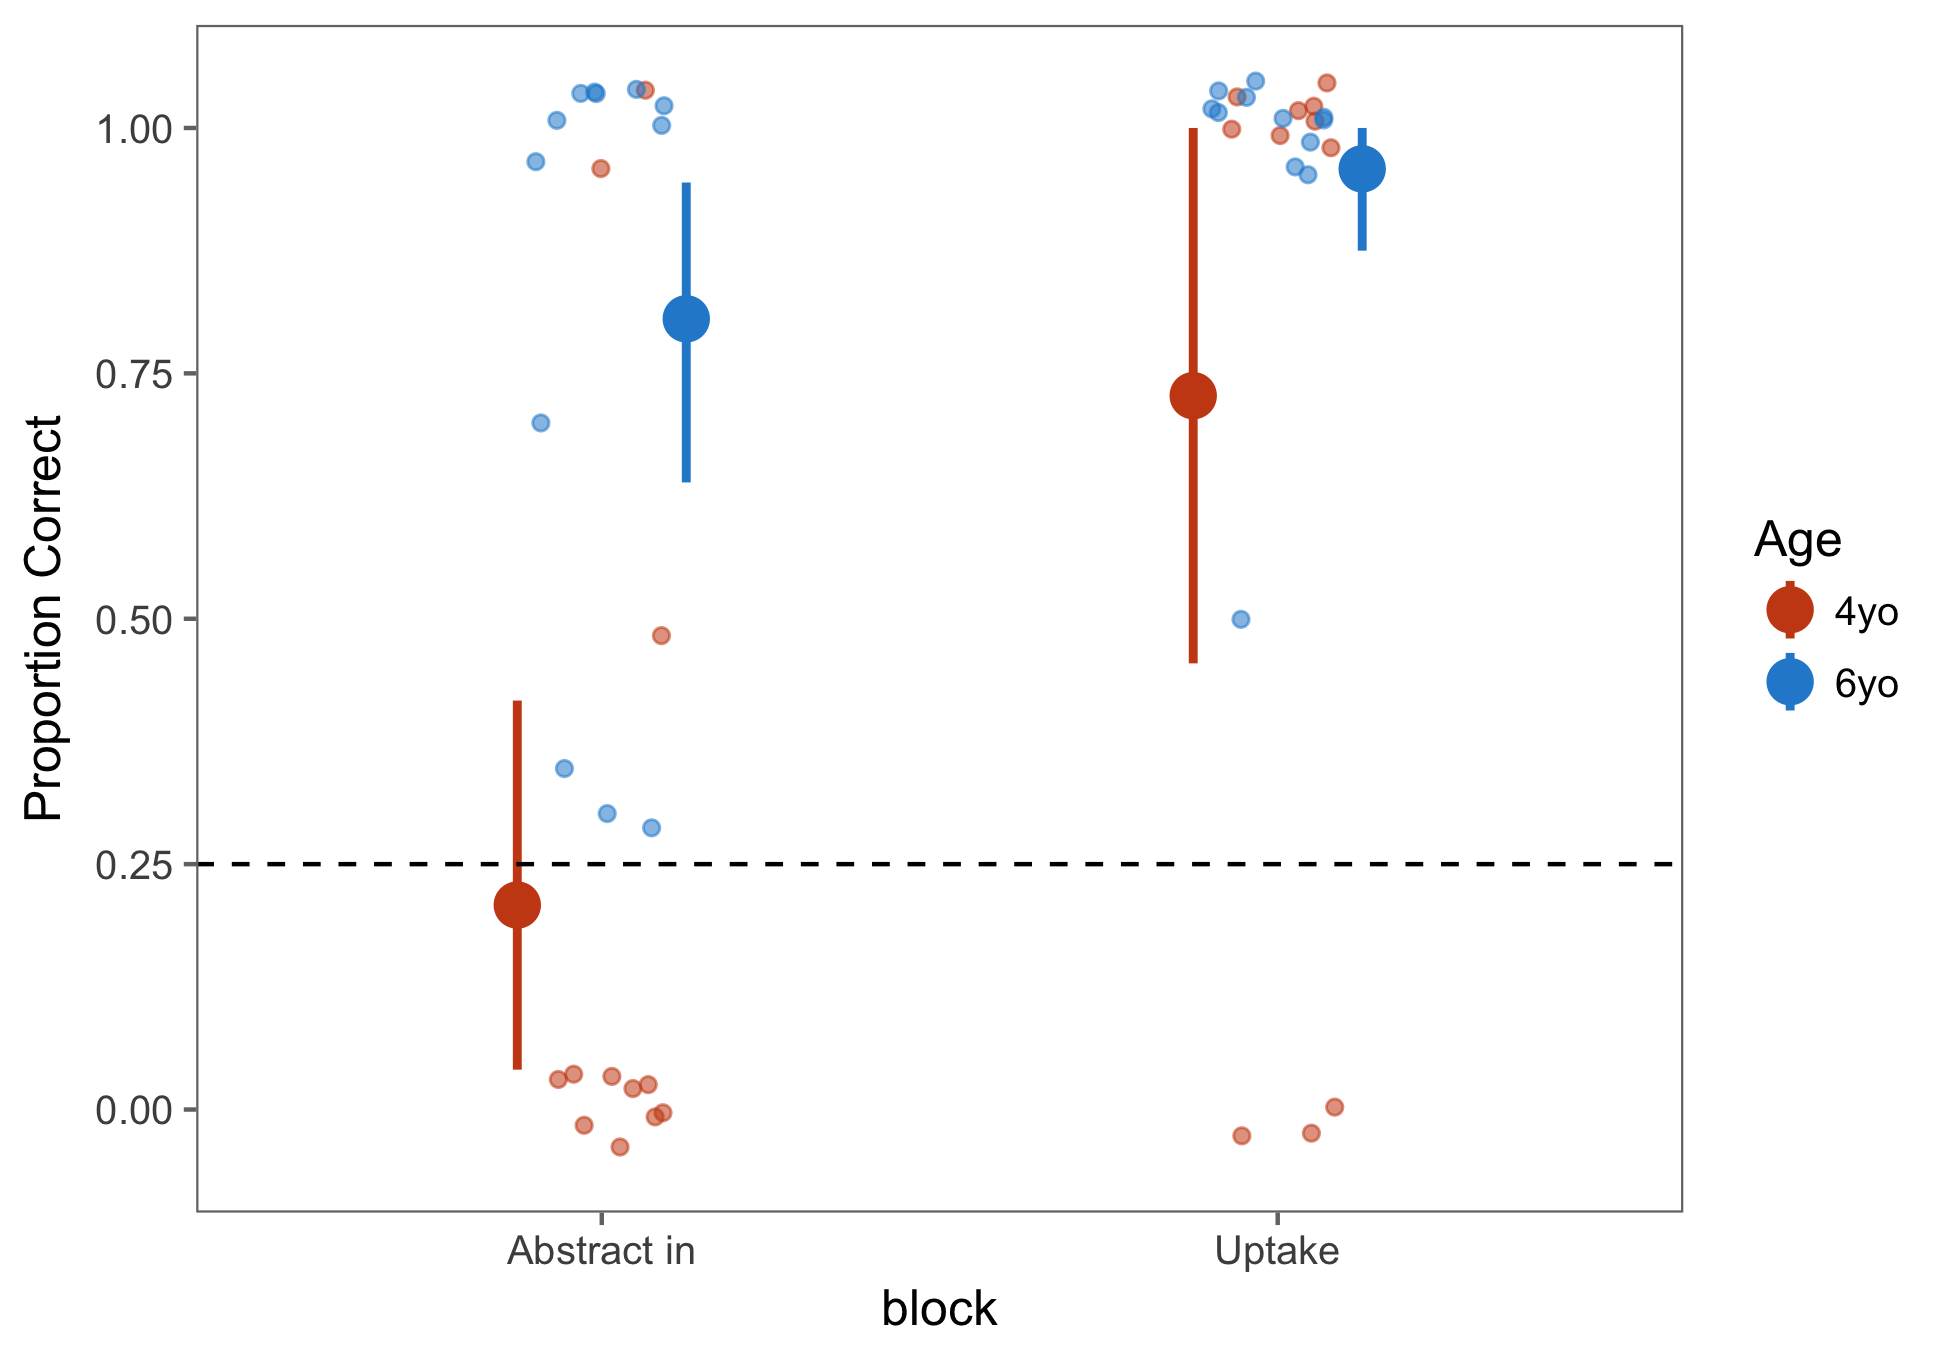 Proportion Correct
1.00
0.75
0.50
0.25
0.00
Abstract in
Uptake
block
Age
4yo
6yo